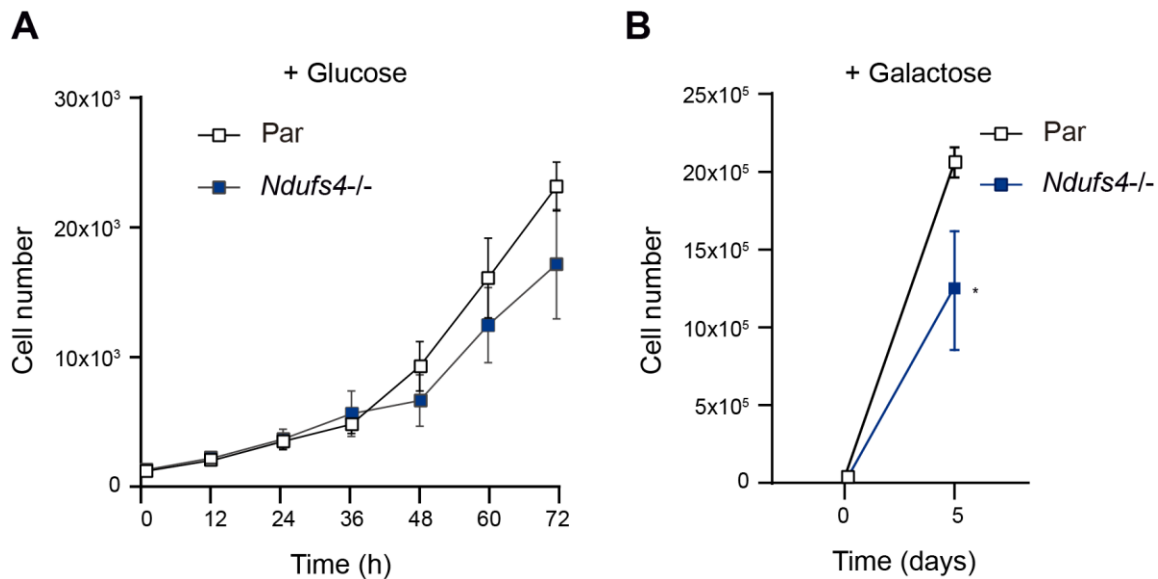 A
+ Glucose
30x10³
20x10³
10x10³
0
Cell number
Par
Ndufs4-/-
0 12 24 36 48 60 72
Time (h)
B
+ Galactose
25x10⁵
20x10⁵
15x10⁵
10x10⁵
5x10⁵
0
Cell number
Par
Ndufs4-/-
*
0 5
Time (days)